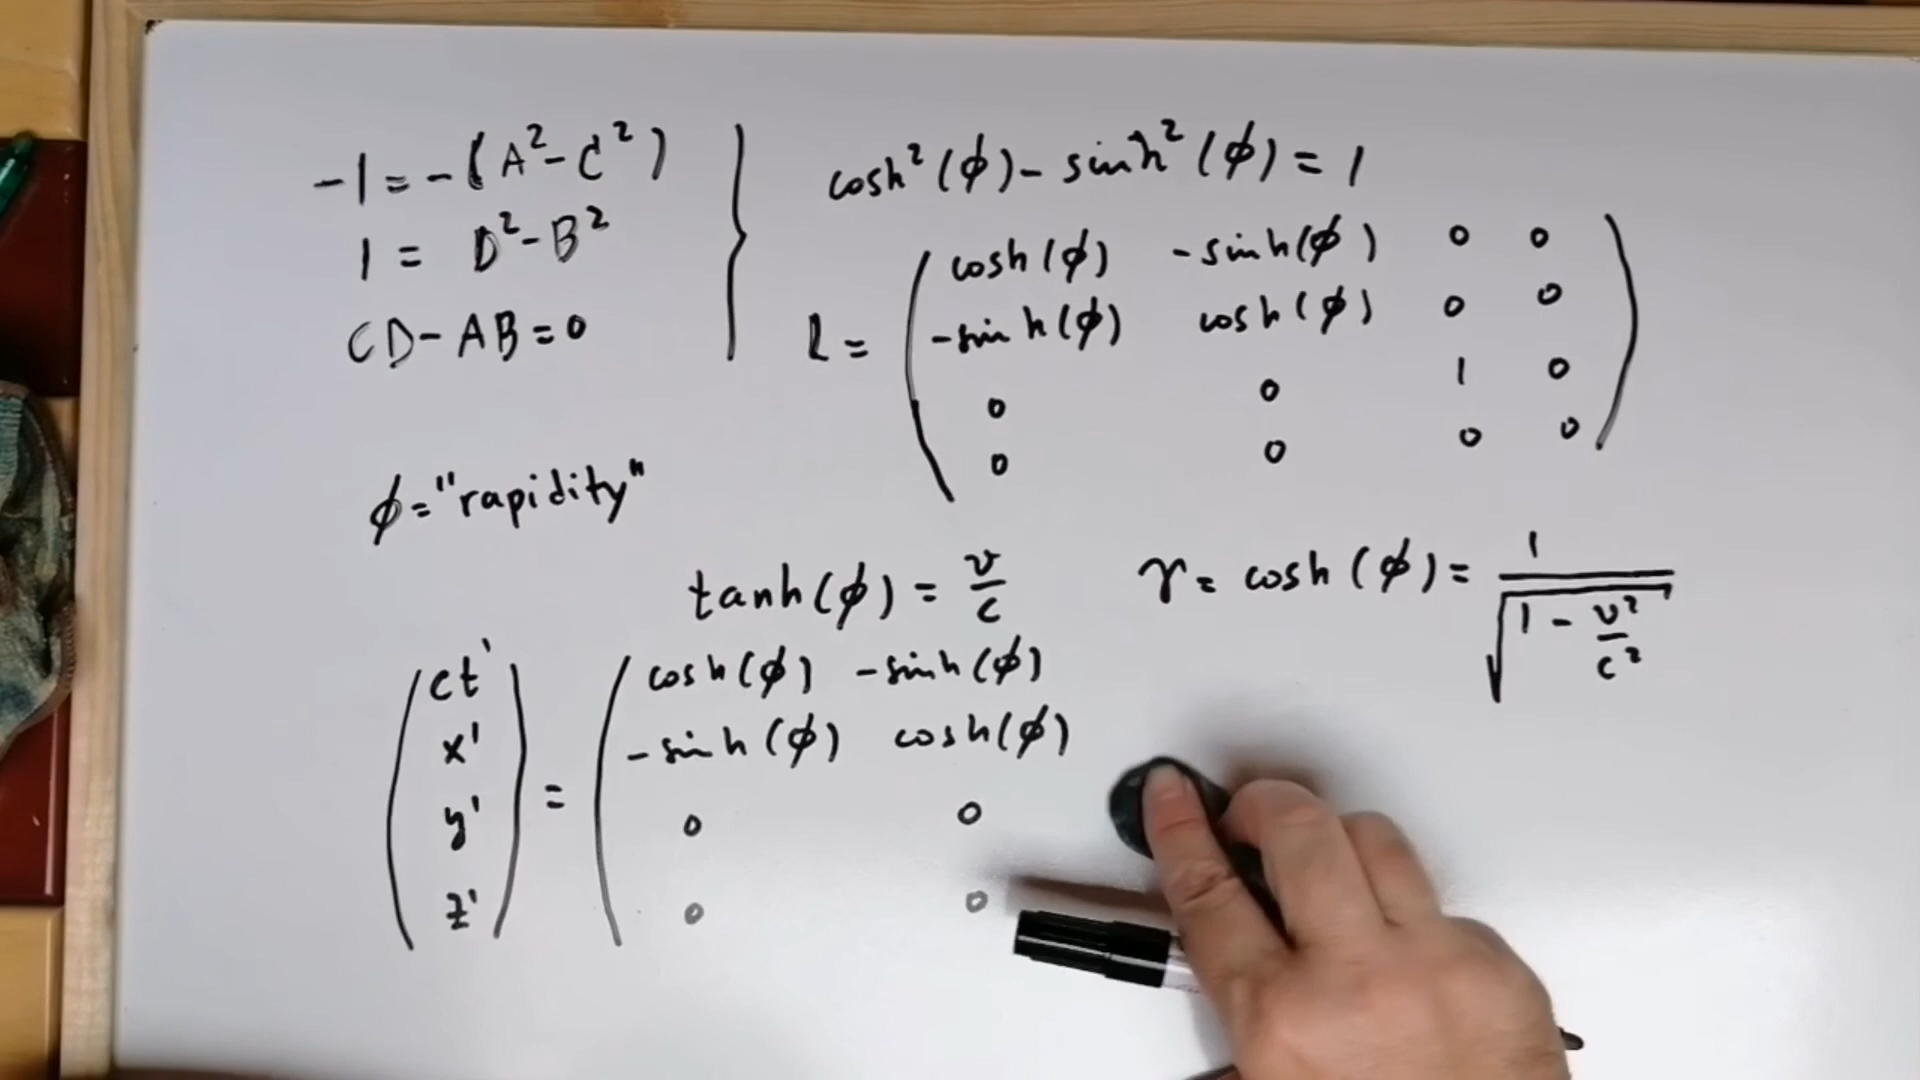 -1 = -(A² - C²)
1 = D² - B²
CD - AB = 0
cosh²(φ) - sinh²(φ) = 1
L = ( cosh(φ) -sinh(φ) 0 0
-sinh(φ) cosh(φ) 0 0
0 0 1 0
0 0 0 0 )
φ = "rapidity"
tanh(φ) = v/c
γ = cosh(φ) = 1/√(1 - v²/c²)
( ct' ) = ( cosh(φ) -sinh(φ)
x' -sinh(φ) cosh(φ)
y' 0 0
z' 0 0